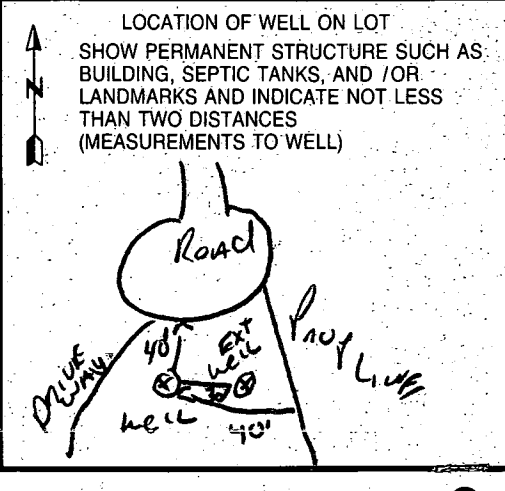 LOCATION OF WELL ON LOT
SHOW PERMANENT STRUCTURE SUCH AS
BUILDING, SEPTIC TANKS, AND /OR
LANDMARKS AND INDICATE NOT LESS
THAN TWO DISTANCES
(MEASUREMENTS TO WELL)
N
ROAD
DRIVE
WAY
40'
EXT
WELL
PROP LINE
WELL
40'